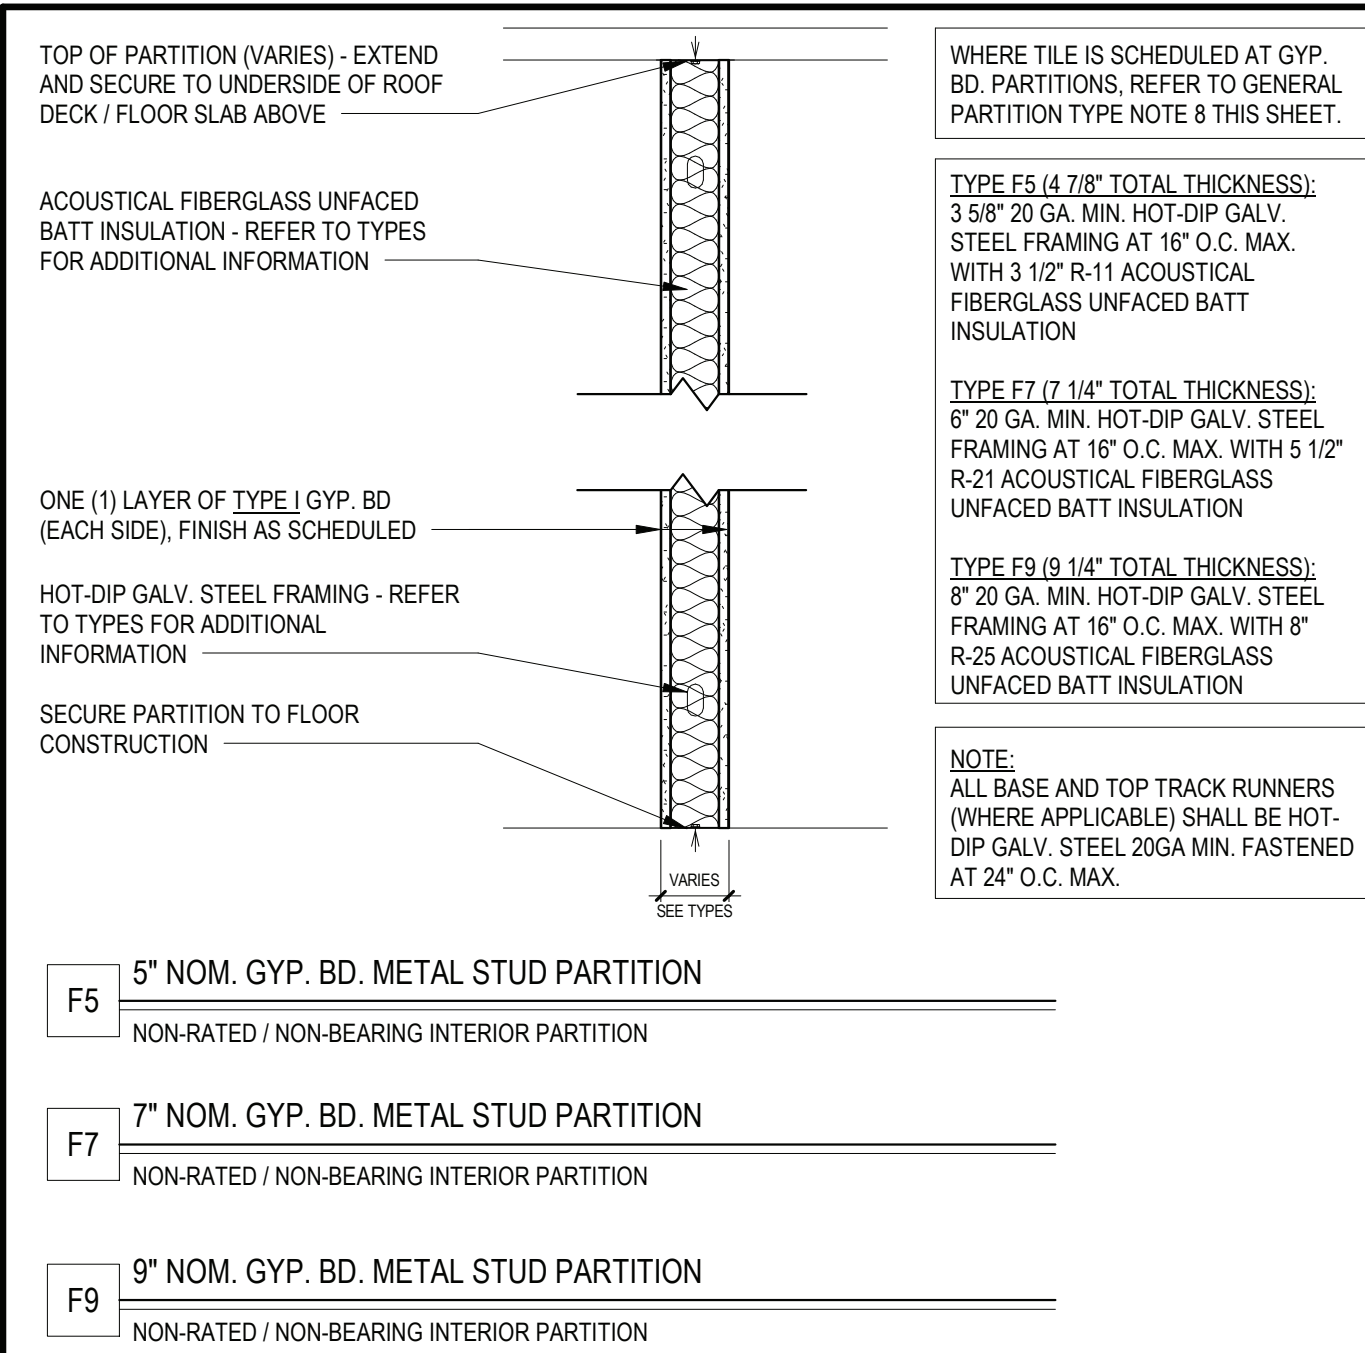 TOP OF PARTITION (VARIES) - EXTEND
AND SECURE TO UNDERSIDE OF ROOF
DECK / FLOOR SLAB ABOVE
ACOUSTICAL FIBERGLASS UNFACED
BATT INSULATION - REFER TO TYPES
FOR ADDITIONAL INFORMATION
ONE (1) LAYER OF TYPE I GYP. BD
(EACH SIDE), FINISH AS SCHEDULED
HOT-DIP GALV. STEEL FRAMING - REFER
TO TYPES FOR ADDITIONAL
INFORMATION
SECURE PARTITION TO FLOOR
CONSTRUCTION
VARIES
SEE TYPES
WHERE TILE IS SCHEDULED AT GYP.
BD. PARTITIONS, REFER TO GENERAL
PARTITION TYPE NOTE 8 THIS SHEET.
TYPE F5 (4 7/8" TOTAL THICKNESS):
3 5/8" 20 GA. MIN. HOT-DIP GALV.
STEEL FRAMING AT 16" O.C. MAX.
WITH 3 1/2" R-11 ACOUSTICAL
FIBERGLASS UNFACED BATT
INSULATION
TYPE F7 (7 1/4" TOTAL THICKNESS):
6" 20 GA. MIN. HOT-DIP GALV. STEEL
FRAMING AT 16" O.C. MAX. WITH 5 1/2"
R-21 ACOUSTICAL FIBERGLASS
UNFACED BATT INSULATION
TYPE F9 (9 1/4" TOTAL THICKNESS):
8" 20 GA. MIN. HOT-DIP GALV. STEEL
FRAMING AT 16" O.C. MAX. WITH 8"
R-25 ACOUSTICAL FIBERGLASS
UNFACED BATT INSULATION
NOTE:
ALL BASE AND TOP TRACK RUNNERS
(WHERE APPLICABLE) SHALL BE HOT-
DIP GALV. STEEL 20GA MIN. FASTENED
AT 24" O.C. MAX.
F5
5" NOM. GYP. BD. METAL STUD PARTITION
NON-RATED / NON-BEARING INTERIOR PARTITION
F7
7" NOM. GYP. BD. METAL STUD PARTITION
NON-RATED / NON-BEARING INTERIOR PARTITION
F9
9" NOM. GYP. BD. METAL STUD PARTITION
NON-RATED / NON-BEARING INTERIOR PARTITION